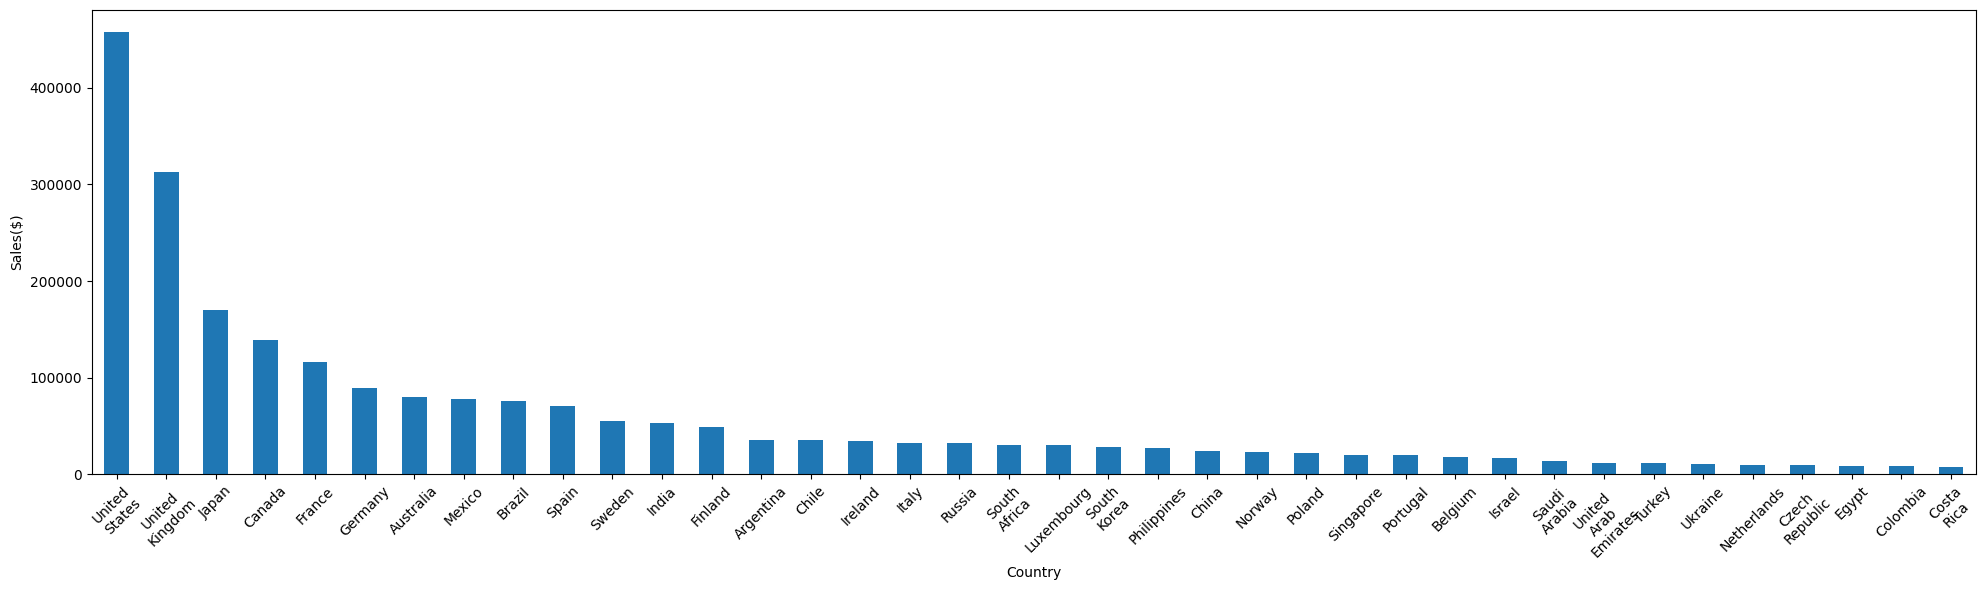 400000
300000
200000
100000
0
Sales($)
United
States
United
Kingdom
Japan
Canada
France
Germany
Australia
Mexico
Brazil
Spain
Sweden
India
Finland
Argentina
Chile
Ireland
Italy
Russia
South
Africa
Luxembourg
South
Korea
Philippines
China
Norway
Poland
Singapore
Portugal
Belgium
Israel
Saudi
Arabia
United
Arab
Emirates
Turkey
Ukraine
Netherlands
Czech
Republic
Egypt
Colombia
Costa
Rica
Country